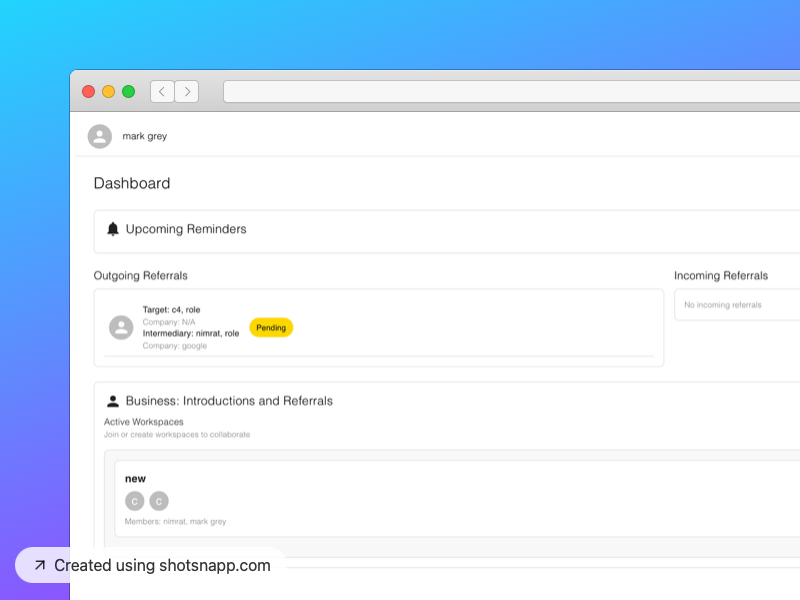 mark grey
Dashboard
Upcoming Reminders
Outgoing Referrals
Target: c4, role
Company: N/A
Intermediary: nimrat, role
Company: google
Pending
Incoming Referrals
No incoming referrals
Business: Introductions and Referrals
Active Workspaces
Join or create workspaces to collaborate
new
C C
Members: nimrat, mark grey
Created using shotsnapp.com